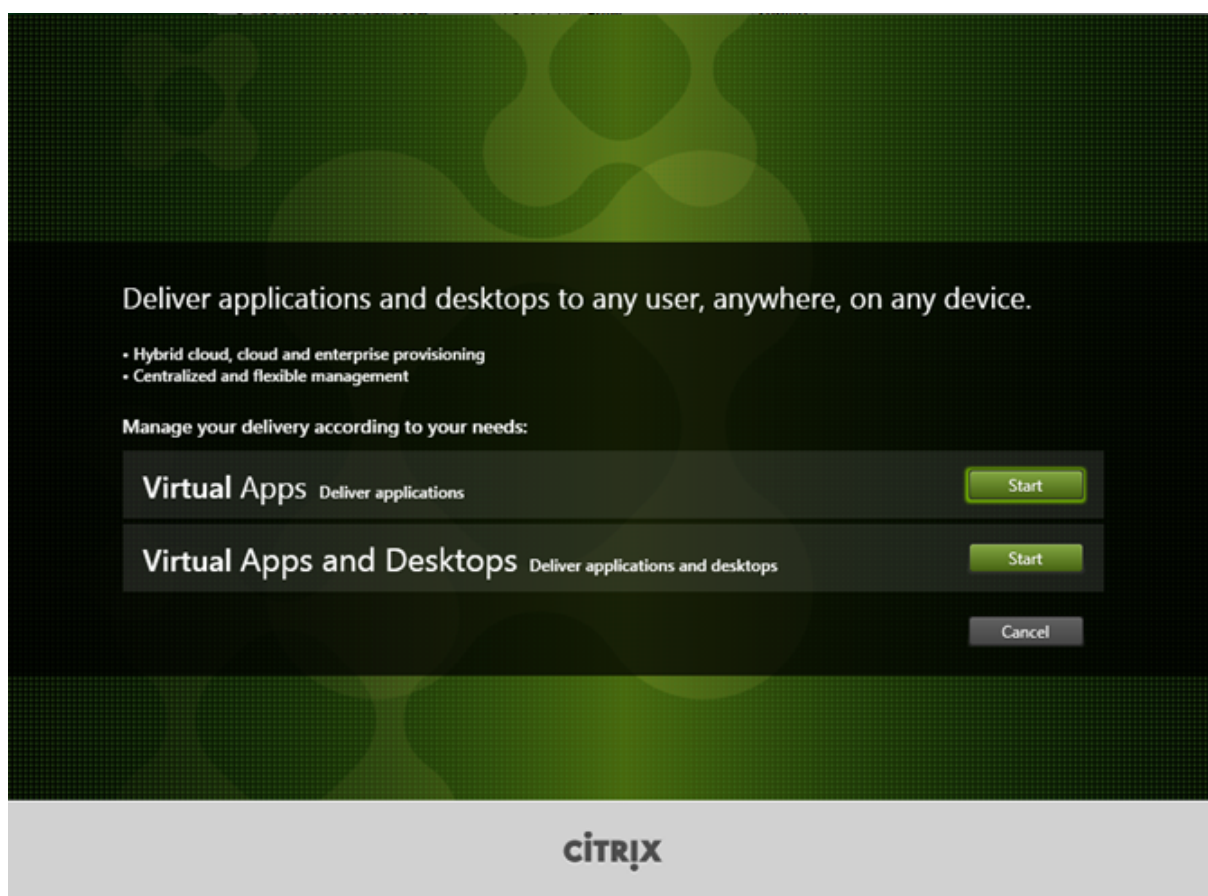 Deliver applications and desktops to any user, anywhere, on any device.
• Hybrid cloud, cloud and enterprise provisioning
• Centralized and flexible management
Manage your delivery according to your needs:
Virtual Apps Deliver applications Start
Virtual Apps and Desktops Deliver applications and desktops Start
Cancel
CİTRIX